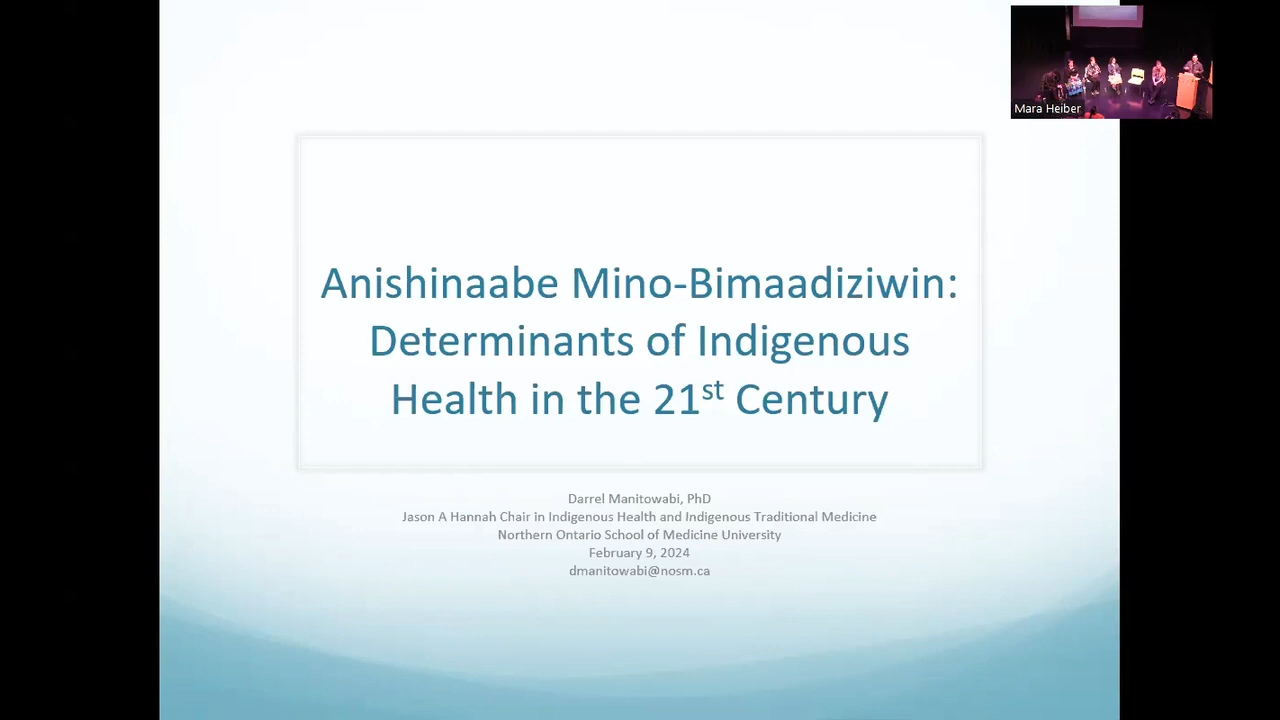 Mara Heiber
Anishinaabe Mino-Bimaadiziwin:
Determinants of Indigenous
Health in the 21st Century
Darrel Manitowabi, PhD
Jason A Hannah Chair in Indigenous Health and Indigenous Traditional Medicine
Northern Ontario School of Medicine University
February 9, 2024
dmanitowabi@nosm.ca